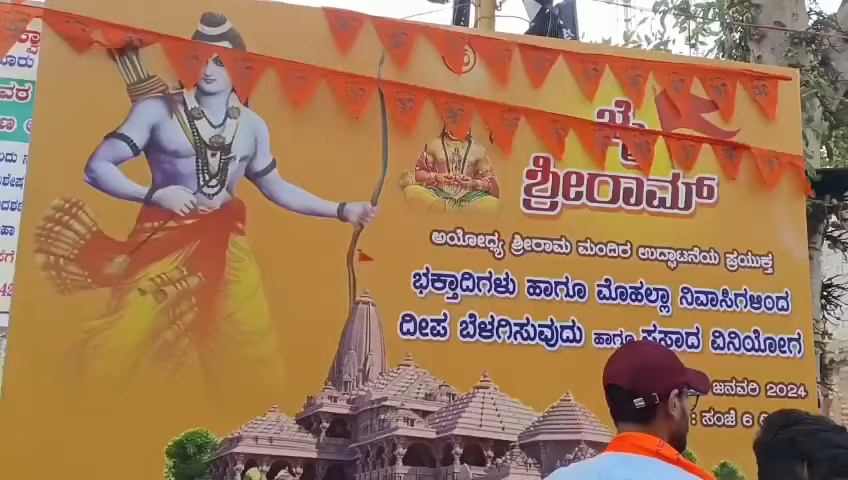 ಜೈ
ಶ್ರೀರಾಮ್
ಅಯೋಧ್ಯ ಶ್ರೀರಾಮ ಮಂದಿರ ಉದ್ಘಾಟನೆಯ ಪ್ರಯುಕ್ತ
ಭಕ್ತಾದಿಗಳು ಹಾಗೂ ಮೊಹಲ್ಲಾ ನಿವಾಸಿಗಳಿಂದ
ದೀಪ ಬೆಳಗಿಸುವುದು ಹಾಗೂ ಪ್ರಸಾದ ವಿನಿಯೋಗ
ಜನವರಿ 2024
: ಸಂಜೆ 6